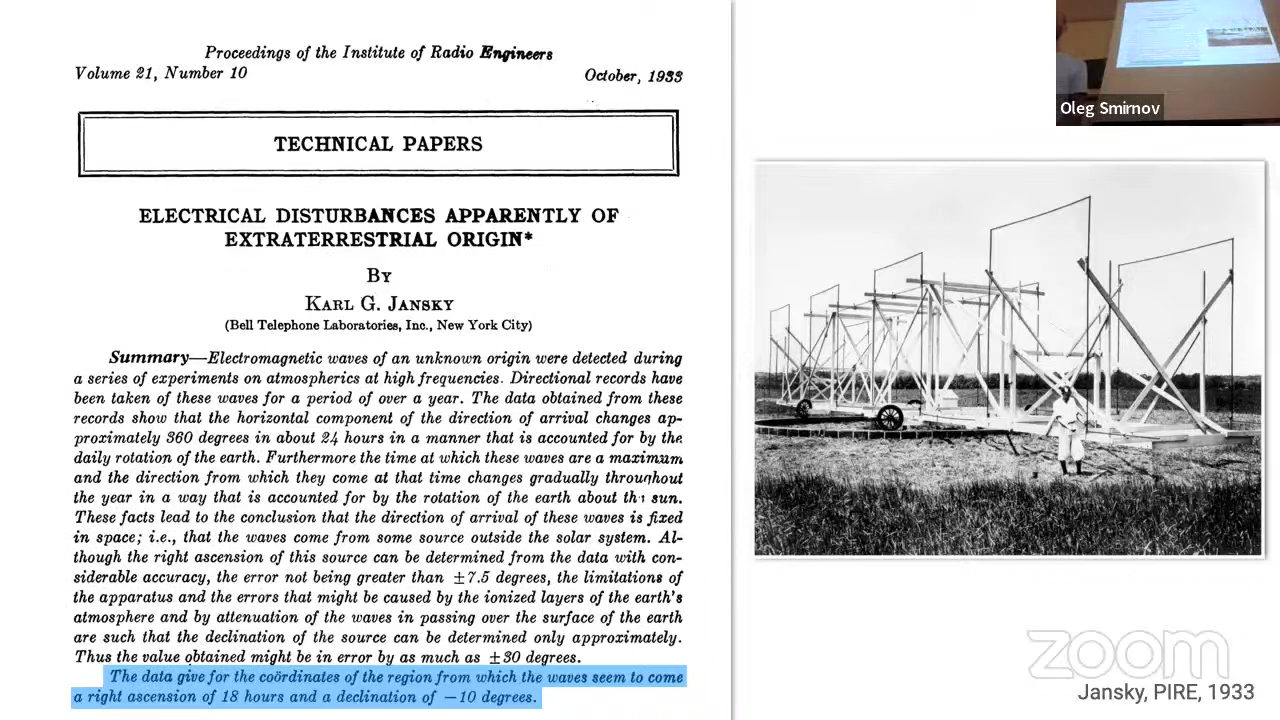 Proceedings of the Institute of Radio Engineers
Volume 21, Number 10 October, 1933
TECHNICAL PAPERS
ELECTRICAL DISTURBANCES APPARENTLY OF
EXTRATERRESTRIAL ORIGIN*
By
Karl G. Jansky
(Bell Telephone Laboratories, Inc., New York City)
Summary—Electromagnetic waves of an unknown origin were detected during
a series of experiments on atmospherics at high frequencies. Directional records have
been taken of these waves for a period of over a year. The data obtained from these
records show that the horizontal component of the direction of arrival changes ap-
proximately 360 degrees in about 24 hours in a manner that is accounted for by the
daily rotation of the earth. Furthermore the time at which these waves are a maximum
and the direction from which they come at that time changes gradually throughout
the year in a way that is accounted for by the rotation of the earth about the sun.
These facts lead to the conclusion that the direction of arrival of these waves is fixed
in space; i.e., that the waves come from some source outside the solar system. Al-
though the right ascension of this source can be determined from the data with con-
siderable accuracy, the error not being greater than ±7.5 degrees, the limitations of
the apparatus and the errors that might be caused by the ionized layers of the earth's
atmosphere and by attenuation of the waves in passing over the surface of the earth
are such that the declination of the source can be determined only approximately.
Thus the value obtained might be in error by as much as ±30 degrees.
The data give for the coördinates of the region from which the waves seem to come
a right ascension of 18 hours and a declination of −10 degrees.
Oleg Smirnov
zoom
Jansky, PIRE, 1933